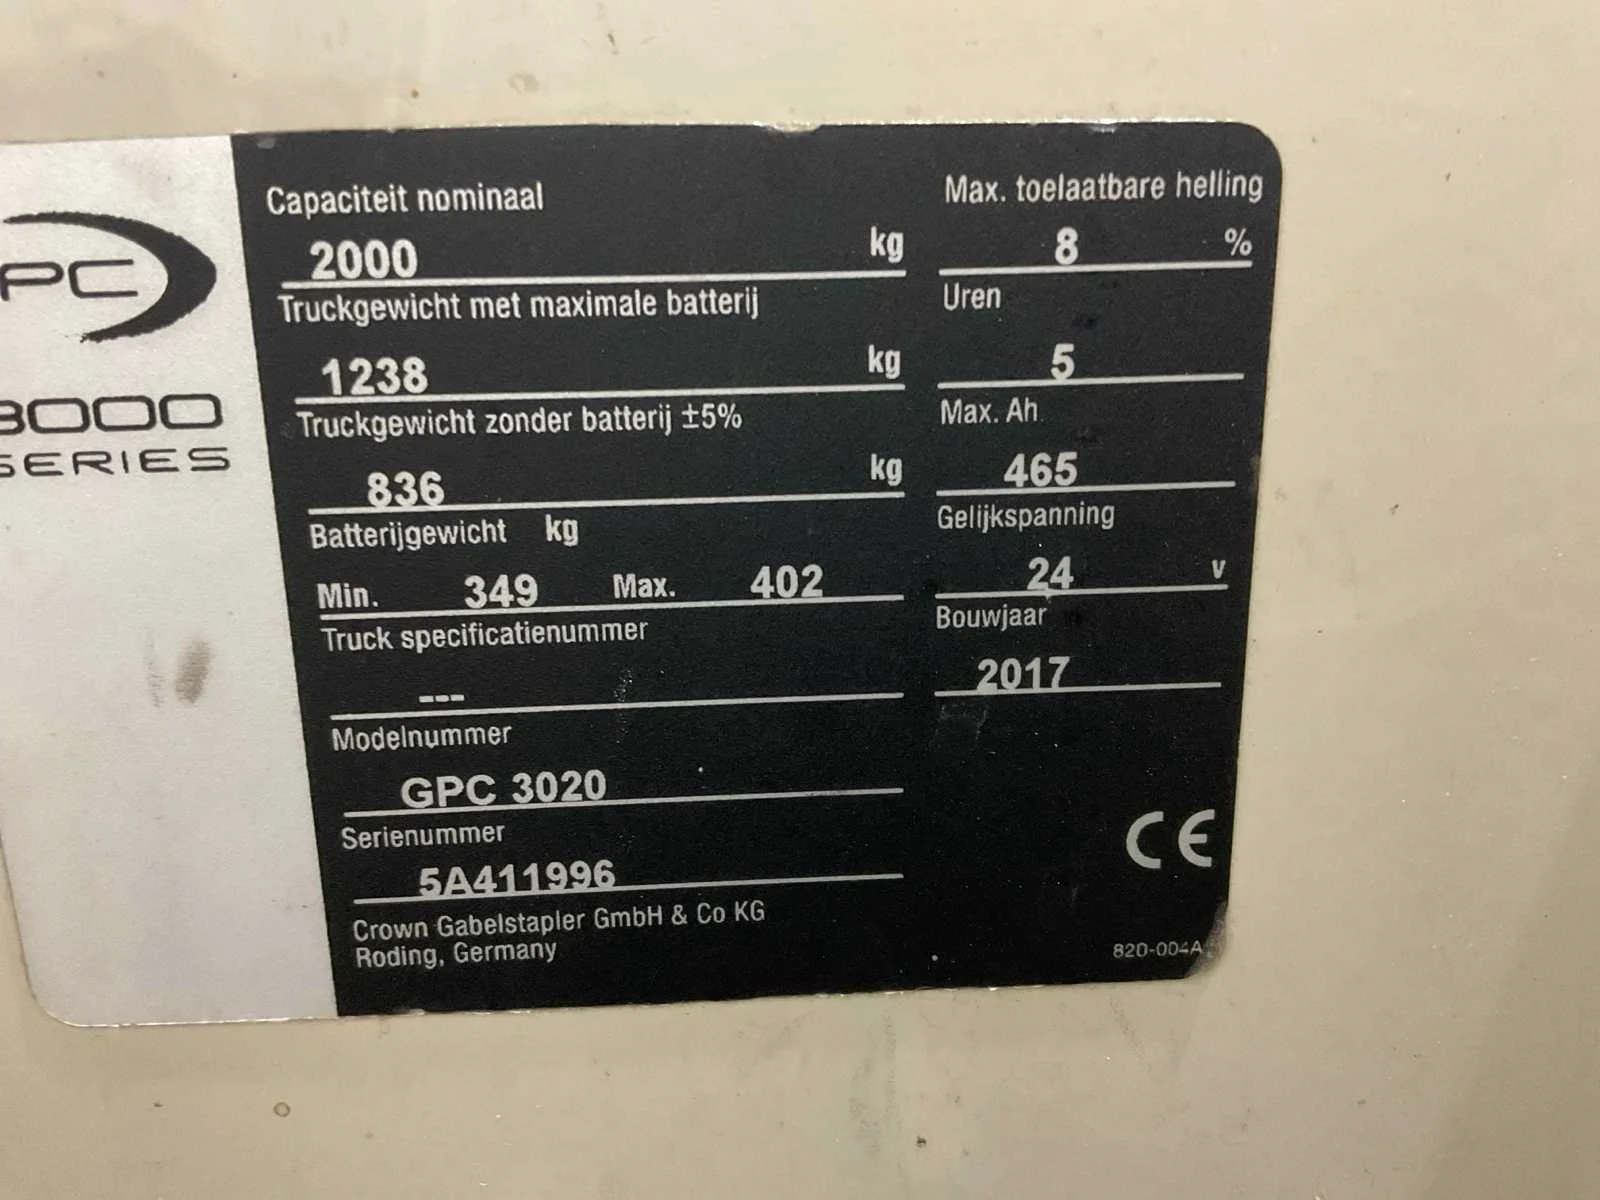 PC
3000
SERIES
Capaciteit nominaal
2000 kg
Truckgewicht met maximale batterij
1238 kg
Truckgewicht zonder batterij ±5%
836 kg
Batterijgewicht kg
Min. 349 Max. 402
Truck specificatienummer
---
Modelnummer
GPC 3020
Serienummer
5A411996
Crown Gabelstapler GmbH & Co KG
Roding, Germany
Max. toelaatbare helling
8 %
Uren
5
Max. Ah
465
Gelijkspanning
24 V
Bouwjaar
2017
CE
820-004A